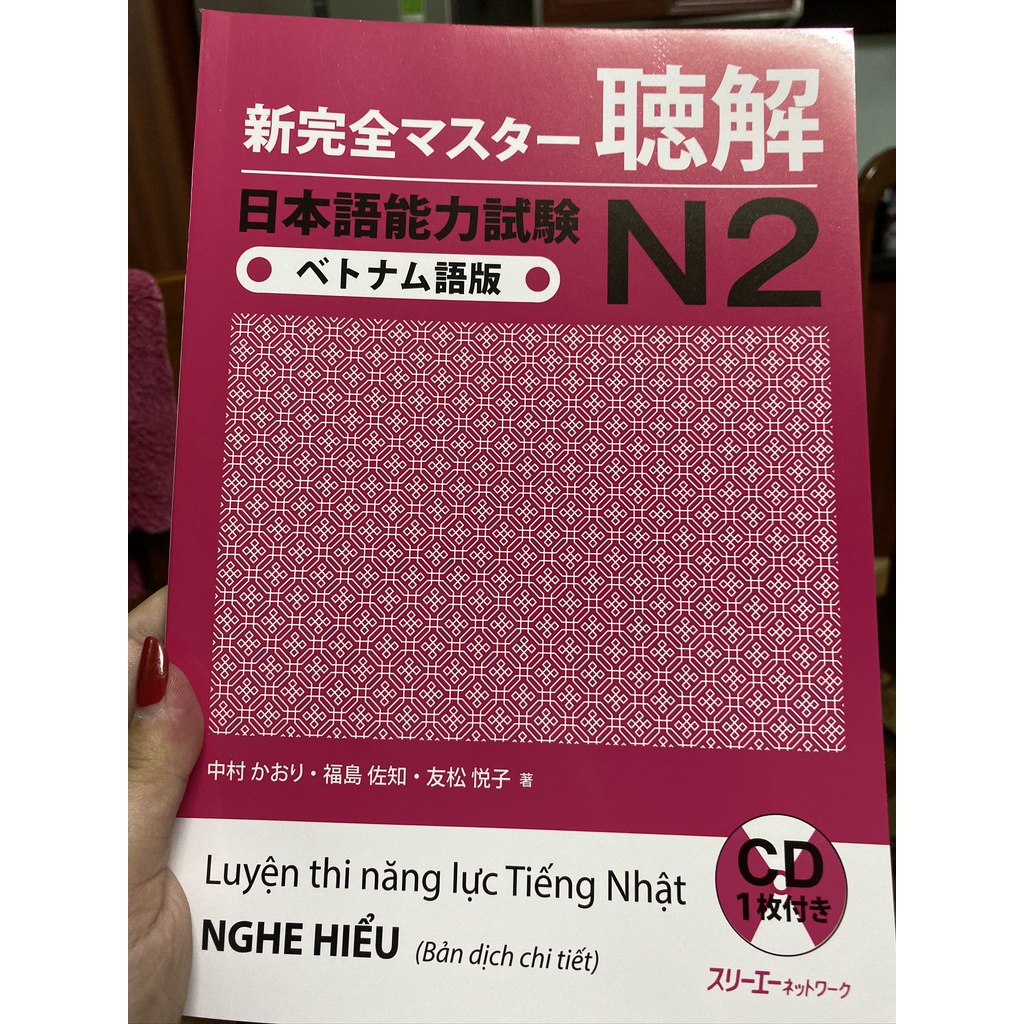 新完全マスター 聴解
日本語能力試験 N2
ベトナム語版
中村 かおり・福島 佐知・友松 悦子 著
Luyện thi năng lực Tiếng Nhật
NGHE HIỂU (Bản dịch chi tiết)
CD
1枚付き
スリーエーネットワーク